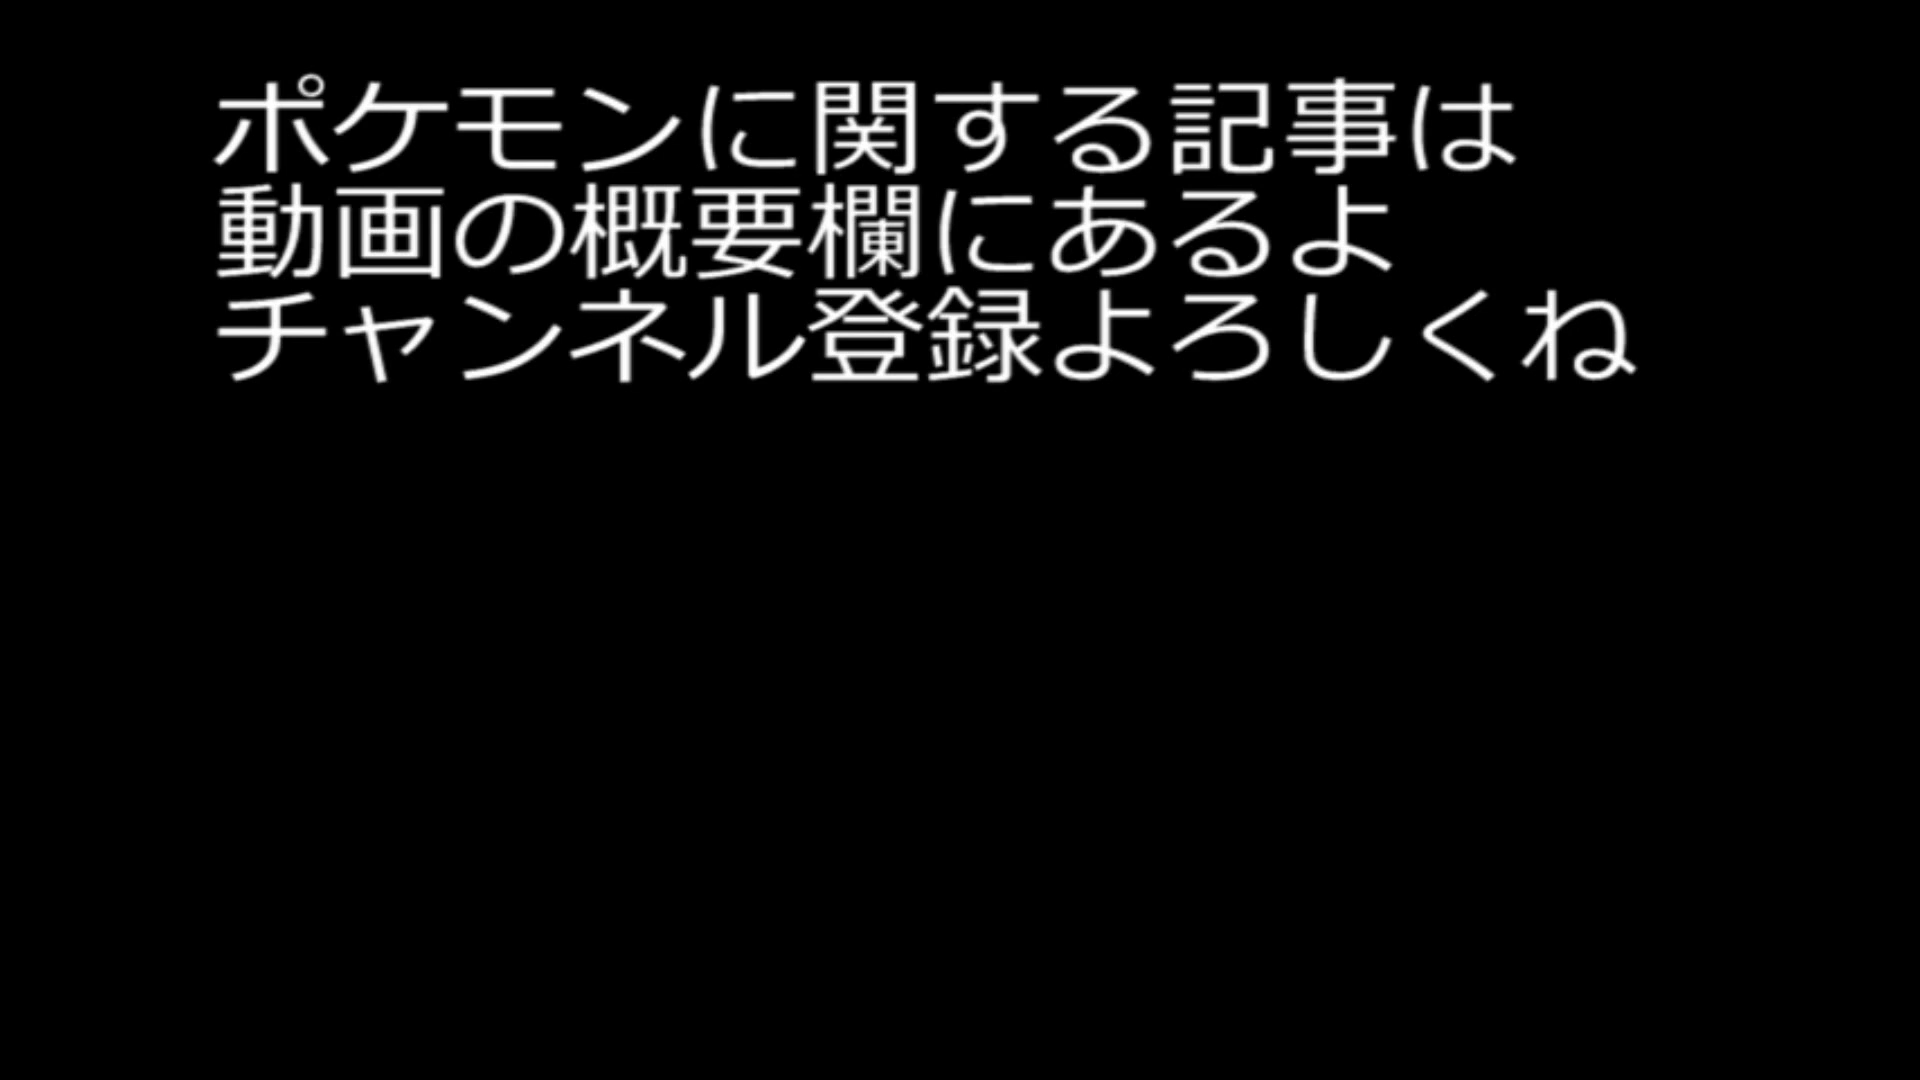 ポケモンに関する記事は
動画の概要欄にあるよ
チャンネル登録よろしくね